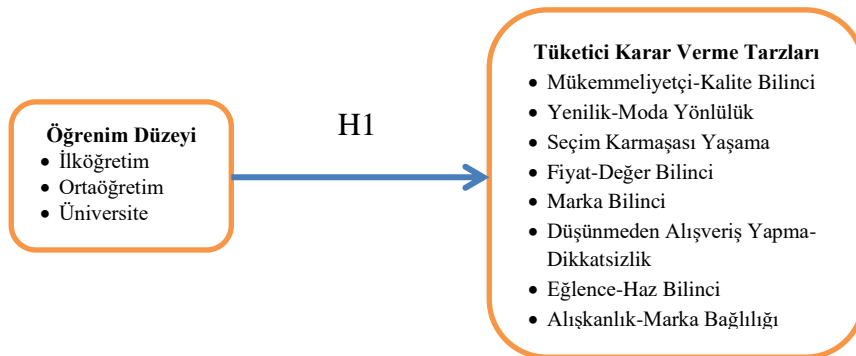 Öğrenim Düzeyi
• İlköğretim
• Ortaöğretim
• Üniversite
H1
Tüketici Karar Verme Tarzları
• Mükemmeliyetçi-Kalite Bilinci
• Yenilik-Moda Yönlülük
• Seçim Karmaşası Yaşama
• Fiyat-Değer Bilinci
• Marka Bilinci
• Düşünmeden Alışveriş Yapma-
Dikkatsizlik
• Eğlence-Haz Bilinci
• Alışkanlık-Marka Bağlılığı